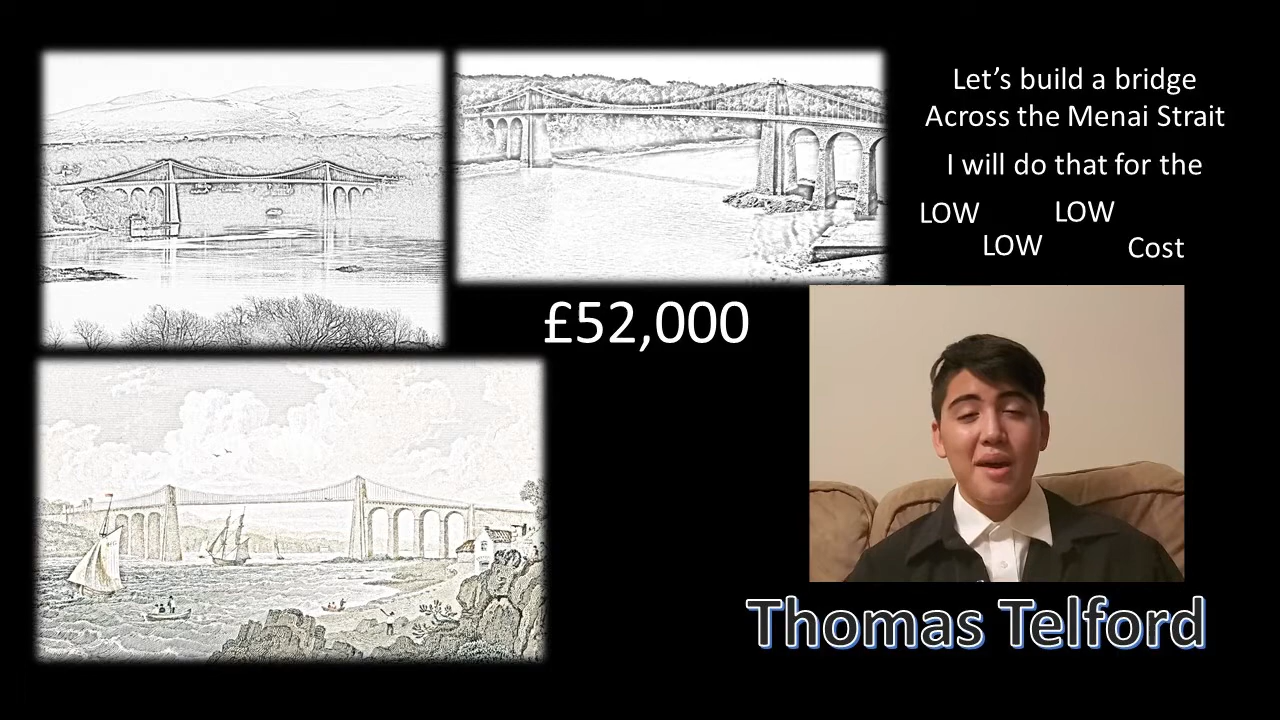 Let’s build a bridge
Across the Menai Strait
I will do that for the
LOW LOW
LOW Cost
£52,000
Thomas Telford